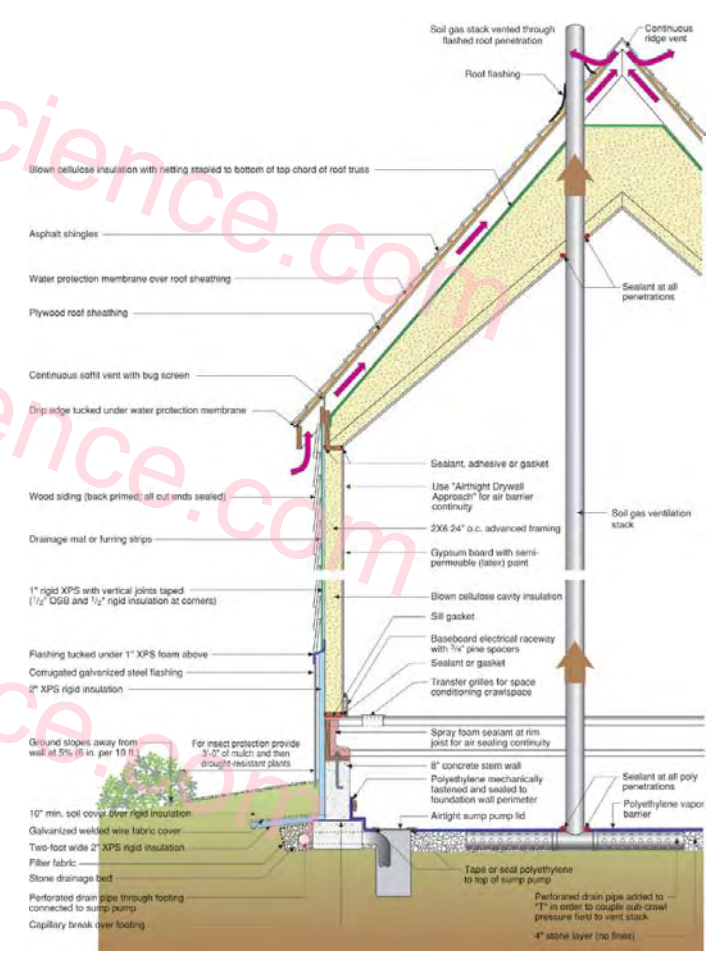 Soil gas stack vented through
flashed roof penetration
Continuous
ridge vent
Roof flashing
Blown cellulose insulation with netting stapled to bottom of top chord of roof truss
Asphalt shingles
Water protection membrane over roof sheathing
Sealant at all
penetrations
Plywood roof sheathing
Continuous soffit vent with bug screen
Drip edge tucked under water protection membrane
Sealant, adhesive or gasket
Use "Airthight Drywall
Approach" for air barrier
continuity
Wood siding (back primed; all cut ends sealed)
Soil gas ventilation
stack
2X6 24" o.c. advanced framing
Drainage mat or furring strips
Gypsum board with semi-
permeable (latex) paint
1" rigid XPS with vertical joints taped
(1/2" OSB and 1/2" rigid insulation at corners)
Blown cellulose cavity insulation
Sill gasket
Baseboard electrical raceway
with 3/4" pine spacers
Flashing tucked under 1" XPS foam above
Sealant or gasket
Corrugated galvanized steel flashing
Transfer grilles for space
conditioning crawlspace
2" XPS rigid insulation
Spray foam sealant at rim
joist for air sealing continuity
Ground slopes away from
wall at 5% (6 in. per 10 ft.)
For insect protection provide
3'-0" of mulch and then
drought-resistant plants
8" concrete stem wall
Polyethylene mechanically
fastened and sealed to
foundation wall perimeter
Sealant at all poly
penetrations
Polyethylene vapor
barrier
10" min. soil cover over rigid insulation
Airtight sump pump lid
Galvanized welded wire fabric cover
Two-foot wide 2" XPS rigid insulation
Filter fabric
Stone drainage bed
Tape or seal polyethylene
to top of sump pump
Perforated drain pipe through footing
connected to sump pump
Perforated drain pipe added to
"T" in order to couple sub-crawl
pressure field to vent stack
Capillary break over footing
4" stone layer (no fines)
cience.com
ence.com
ce.com